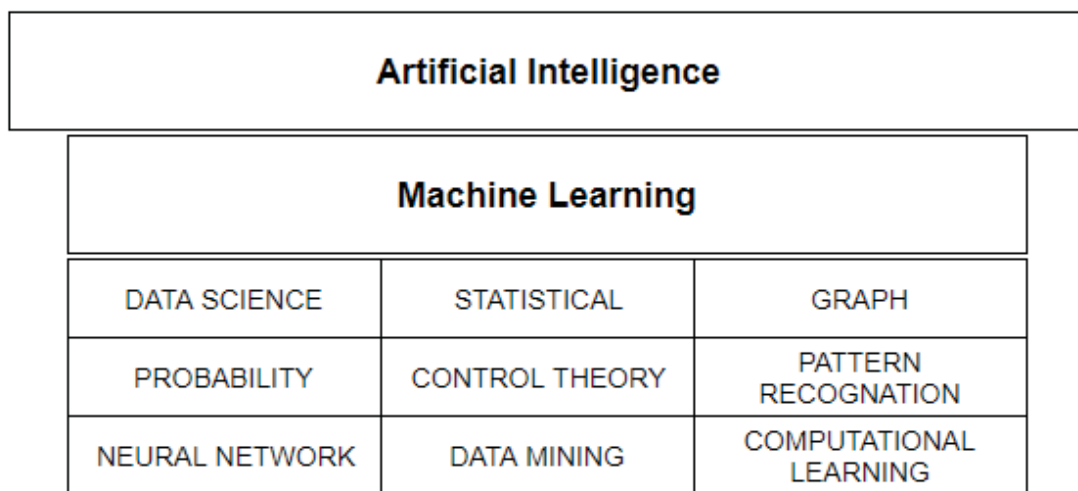 Artificial Intelligence
Machine Learning
DATA SCIENCE STATISTICAL GRAPH
PROBABILITY CONTROL THEORY PATTERN
RECOGNATION
NEURAL NETWORK DATA MINING COMPUTATIONAL
LEARNING